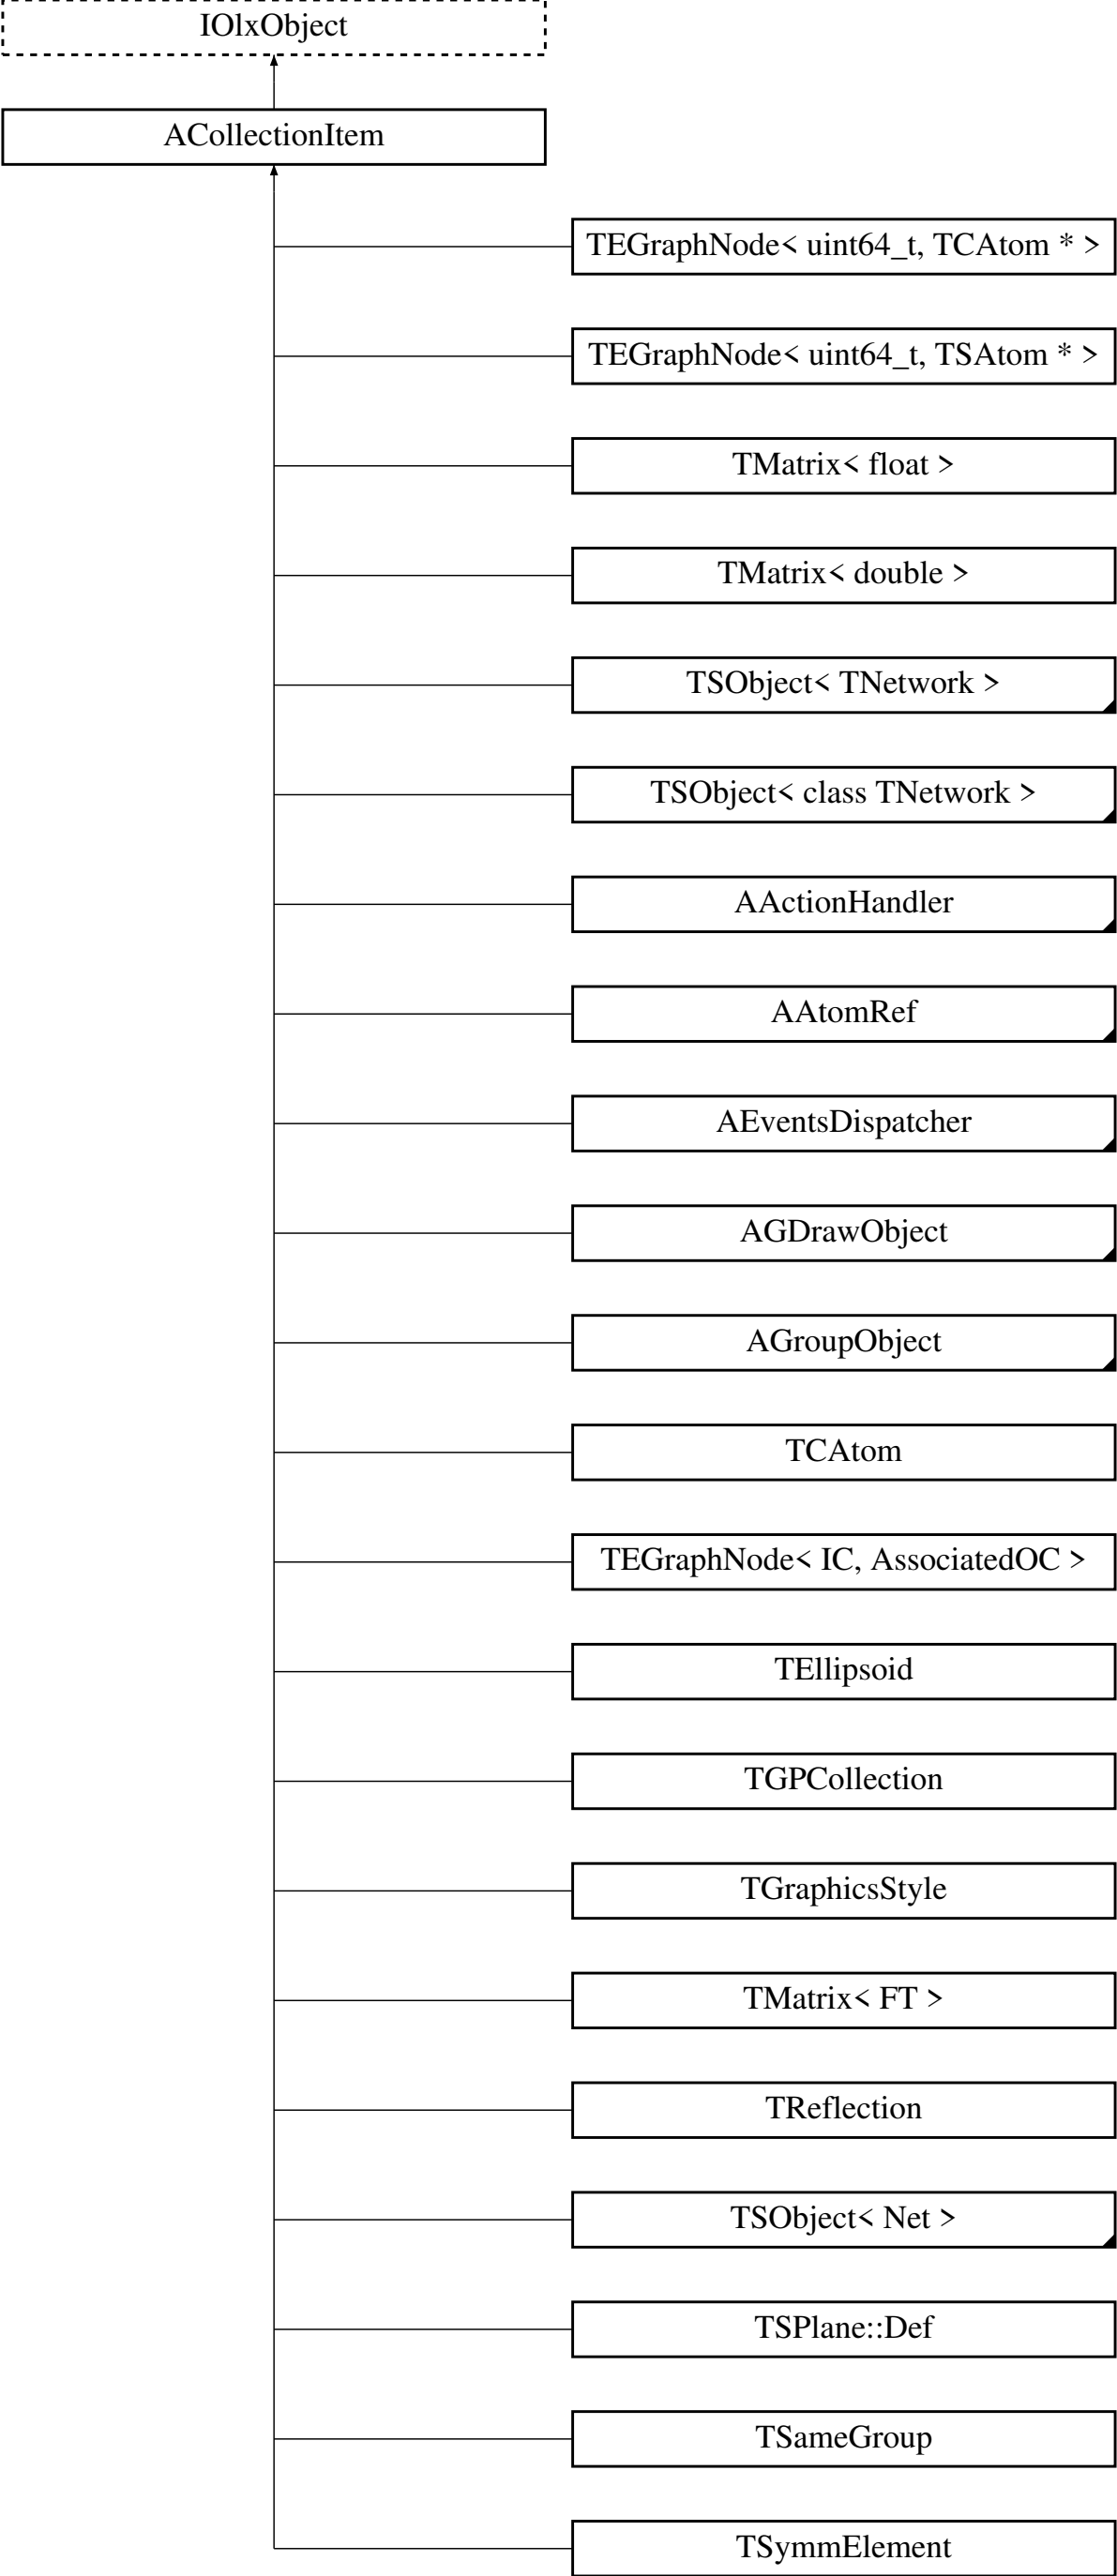 IOlxObject
ACollectionItem
TEGraphNode< uint64_t, TCAtom * >
TEGraphNode< uint64_t, TSAtom * >
TMatrix< float >
TMatrix< double >
TSObject< TNetwork >
TSObject< class TNetwork >
AActionHandler
AAtomRef
AEventsDispatcher
AGDrawObject
AGroupObject
TCAtom
TEGraphNode< IC, AssociatedOC >
TEllipsoid
TGPCollection
TGraphicsStyle
TMatrix< FT >
TReflection
TSObject< Net >
TSPlane::Def
TSameGroup
TSymmElement